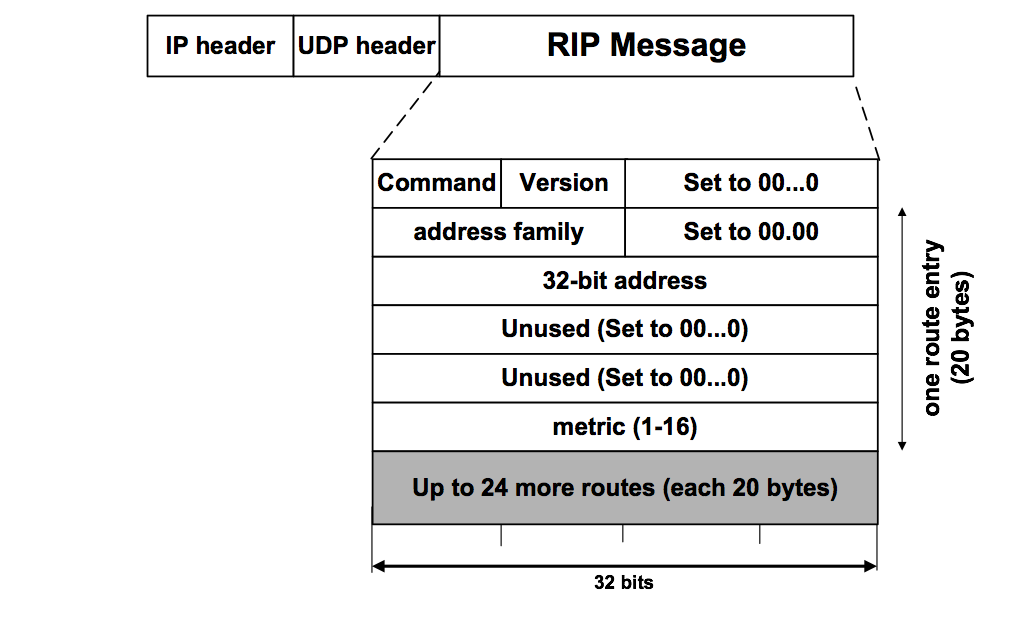 IP header UDP header RIP Message
Command Version Set to 00...0
address family Set to 00.00
32-bit address
Unused (Set to 00...0)
Unused (Set to 00...0)
metric (1-16)
Up to 24 more routes (each 20 bytes)
one route entry
(20 bytes)
32 bits